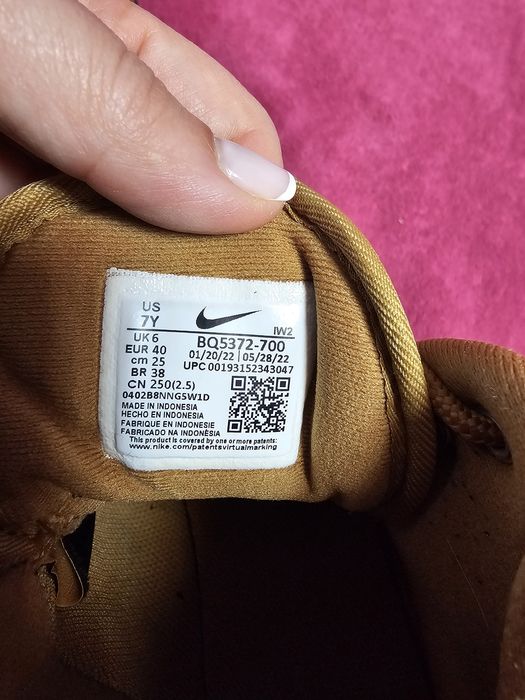 US
7Y
IW2
UK 6
BQ5372-700
EUR 40
01/20/22 05/28/22
cm 25
UPC 00193152343047
BR 38
CN 250(2.5)
0402B8NNG5W1D
MADE IN INDONESIA
HECHO EN INDONESIA
FABRIQUE EN INDONESIE
FABRICADO NA INDONÉSIA
This product is covered by one or more patents:
www.nike.com/patentsvirtualmarking